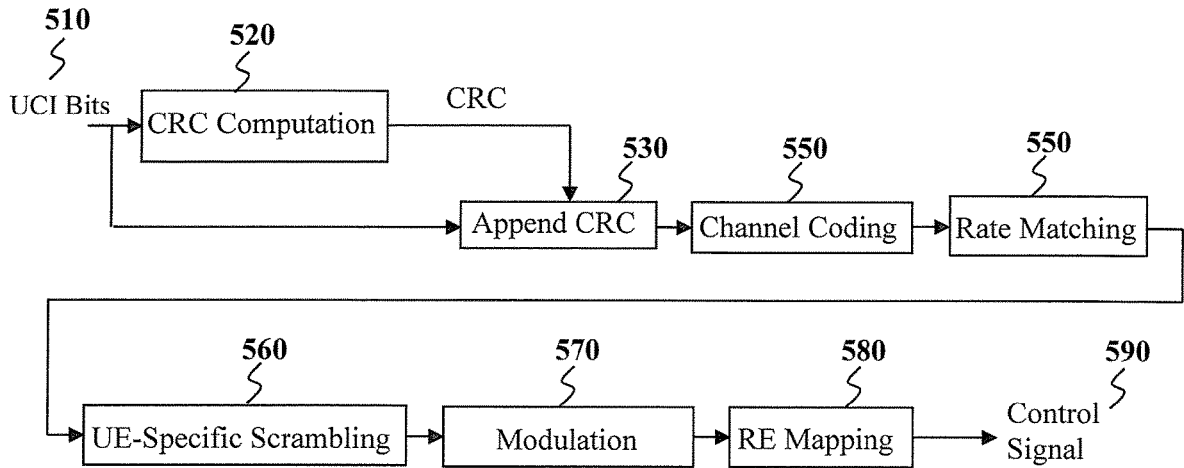 510
UCI Bits
520
CRC Computation
CRC
530
Append CRC
550
Channel Coding
550
Rate Matching
560
UE-Specific Scrambling
570
Modulation
580
RE Mapping
590
Control
Signal